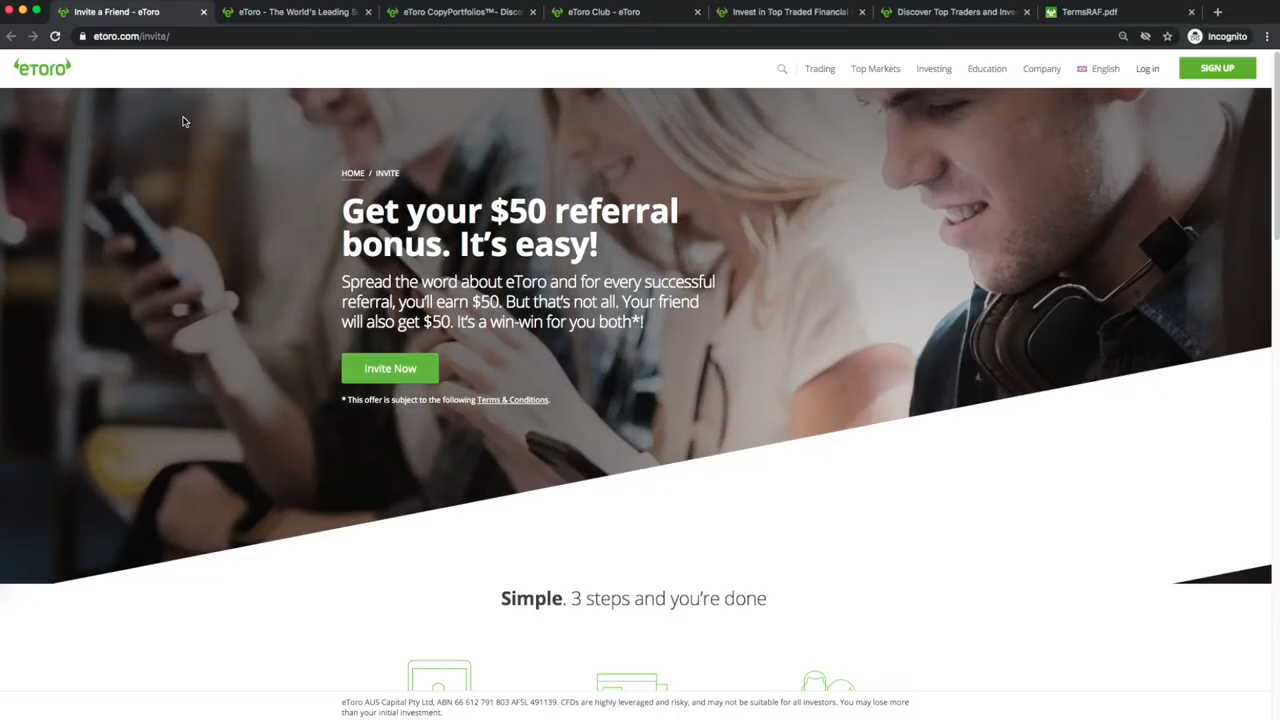 Invite a Friend - eToro
eToro - The World's Leading S
eToro CopyPortfolios™- Disco
eToro Club - eToro
Invest in Top Traded Financial
Discover Top Traders and Inve
TermsRAF.pdf
etoro.com/invite/
Incognito
eToro
Trading
Top Markets
Investing
Education
Company
English
Log in
SIGN UP
HOME / INVITE
Get your $50 referral
bonus. It's easy!
Spread the word about eToro and for every successful
referral, you'll earn $50. But that's not all. Your friend
will also get $50. It's a win-win for you both*!
Invite Now
* This offer is subject to the following Terms & Conditions.
Simple. 3 steps and you're done
eToro AUS Capital Pty Ltd, ABN 66 612 791 803 AFSL 491139. CFDs are highly leveraged and risky, and may not be suitable for all investors. You may lose more
than your initial investment.